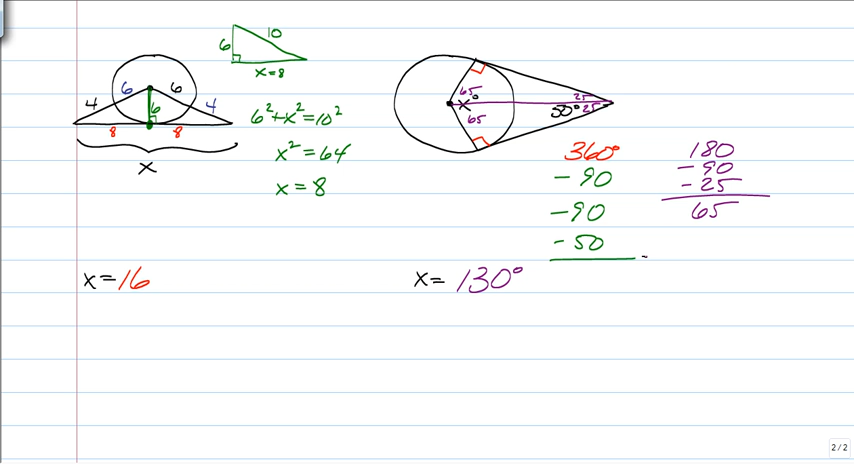 6 10
x=8
6 6
4 6 4
8 8
x
6²+x²=10²
x²=64
x=8
x=16
65
x°
65
25
50° 25
360°
-90
-90
-50
180
-90
-25
65
x= 130°
2/2